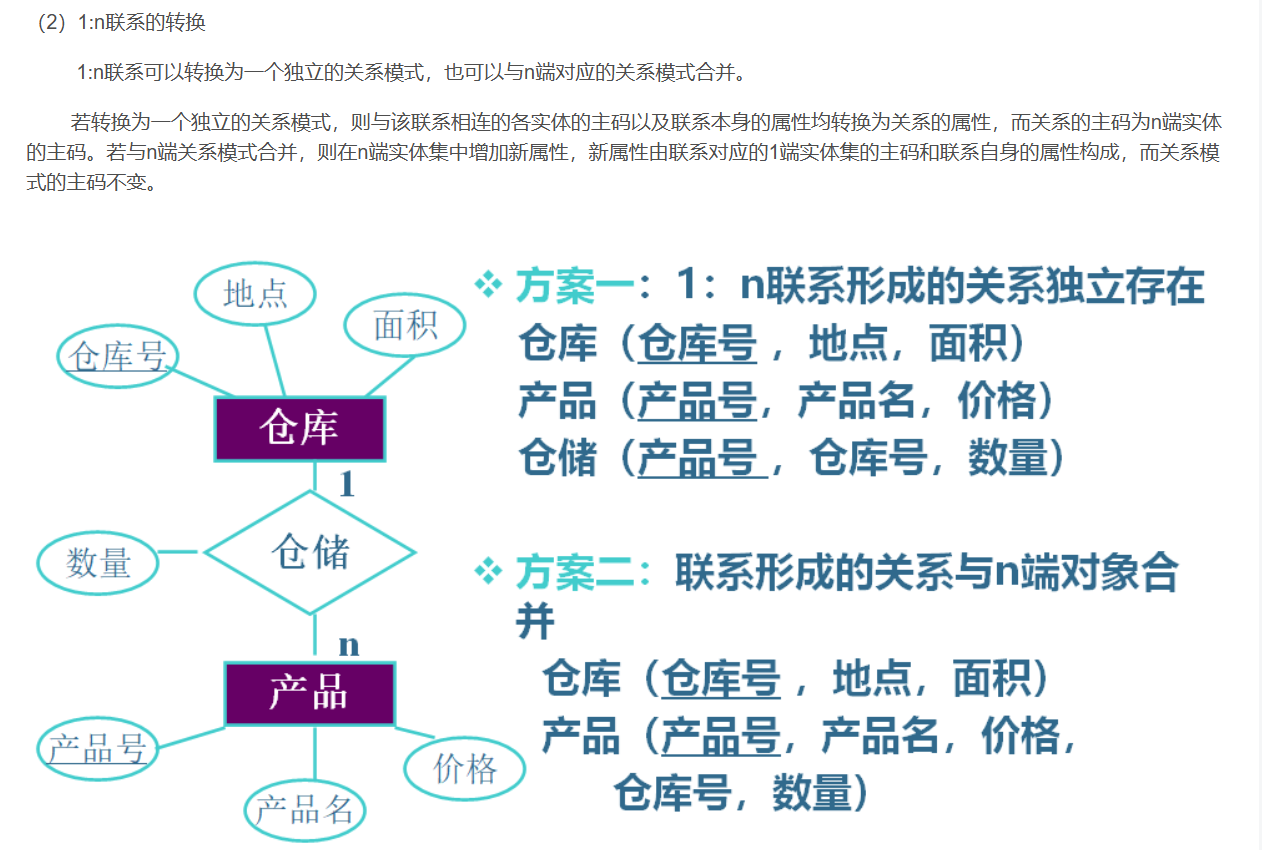 （2）1:n联系的转换
1:n联系可以转换为一个独立的关系模式，也可以与n端对应的关系模式合并。
若转换为一个独立的关系模式，则与该联系相连的各实体的主码以及联系本身的属性均转换为关系的属性，而关系的主码为n端实体
的主码。若与n端关系模式合并，则在n端实体集中增加新属性，新属性由联系对应的1端实体集的主码和联系自身的属性构成，而关系模
式的主码不变。
地点
面积
仓库号
仓库
1
仓储
数量
n
产品
产品号
价格
产品名
❖ 方案一：1：n联系形成的关系独立存在
仓库（仓库号 ，地点，面积）
产品（产品号，产品名，价格）
仓储（产品号 ，仓库号，数量）
❖ 方案二：联系形成的关系与n端对象合
并
仓库（仓库号 ，地点，面积）
产品（产品号，产品名，价格，
仓库号，数量）